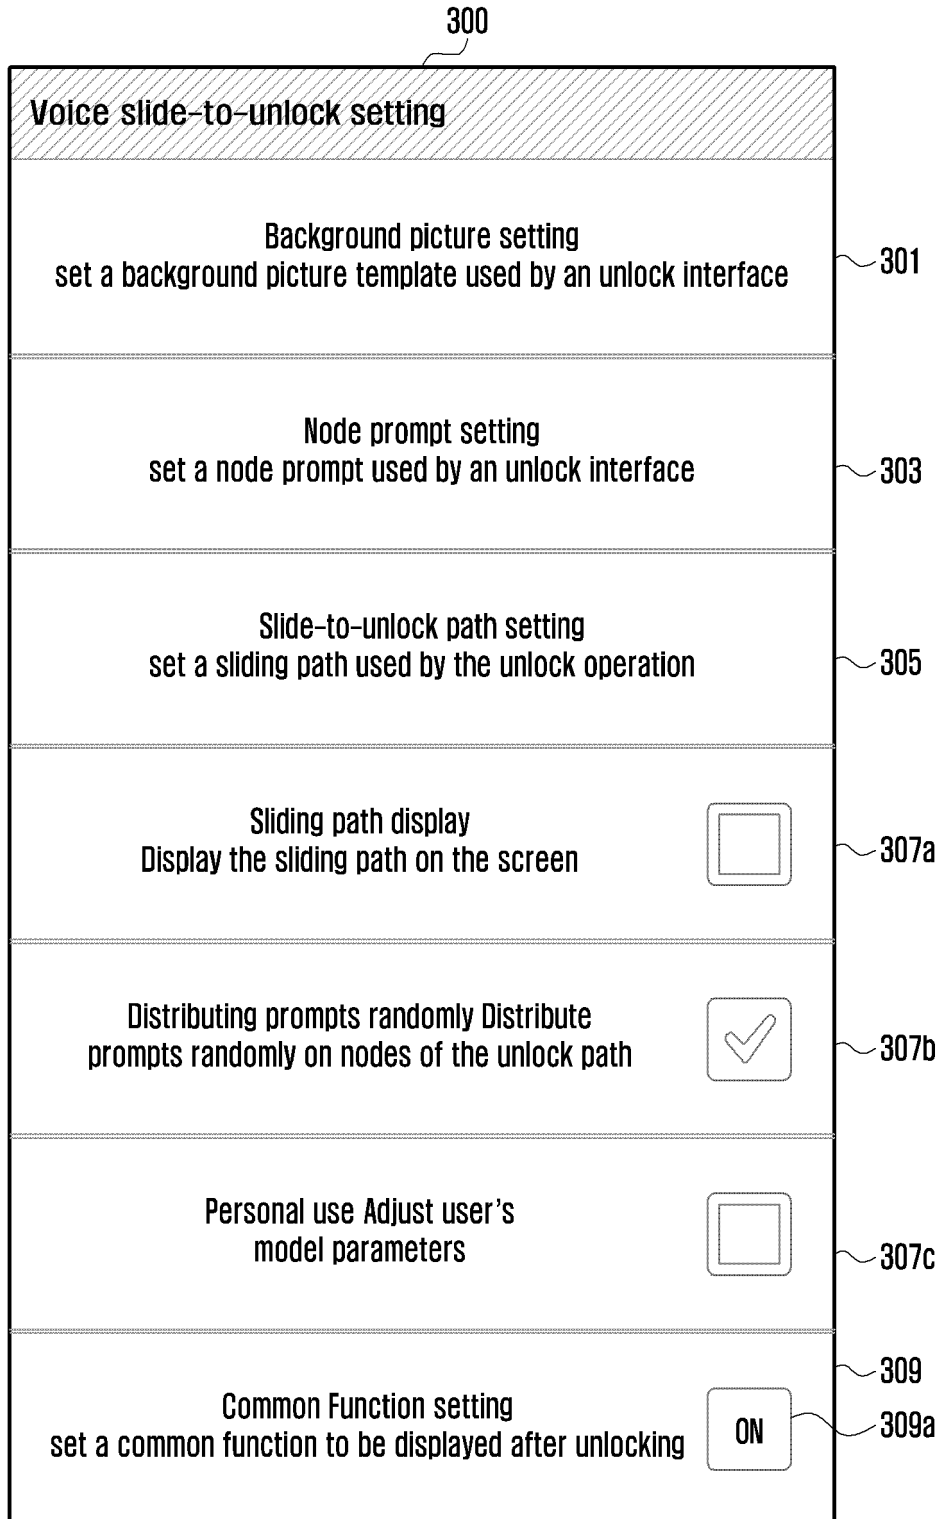 300
Voice slide-to-unlock setting
Background picture setting
set a background picture template used by an unlock interface
301
Node prompt setting
set a node prompt used by an unlock interface
303
Slide-to-unlock path setting
set a sliding path used by the unlock operation
305
Sliding path display
Display the sliding path on the screen
307a
Distributing prompts randomly Distribute
prompts randomly on nodes of the unlock path
307b
Personal use Adjust user's
model parameters
307c
309
Common Function setting
set a common function to be displayed after unlocking
ON
309a